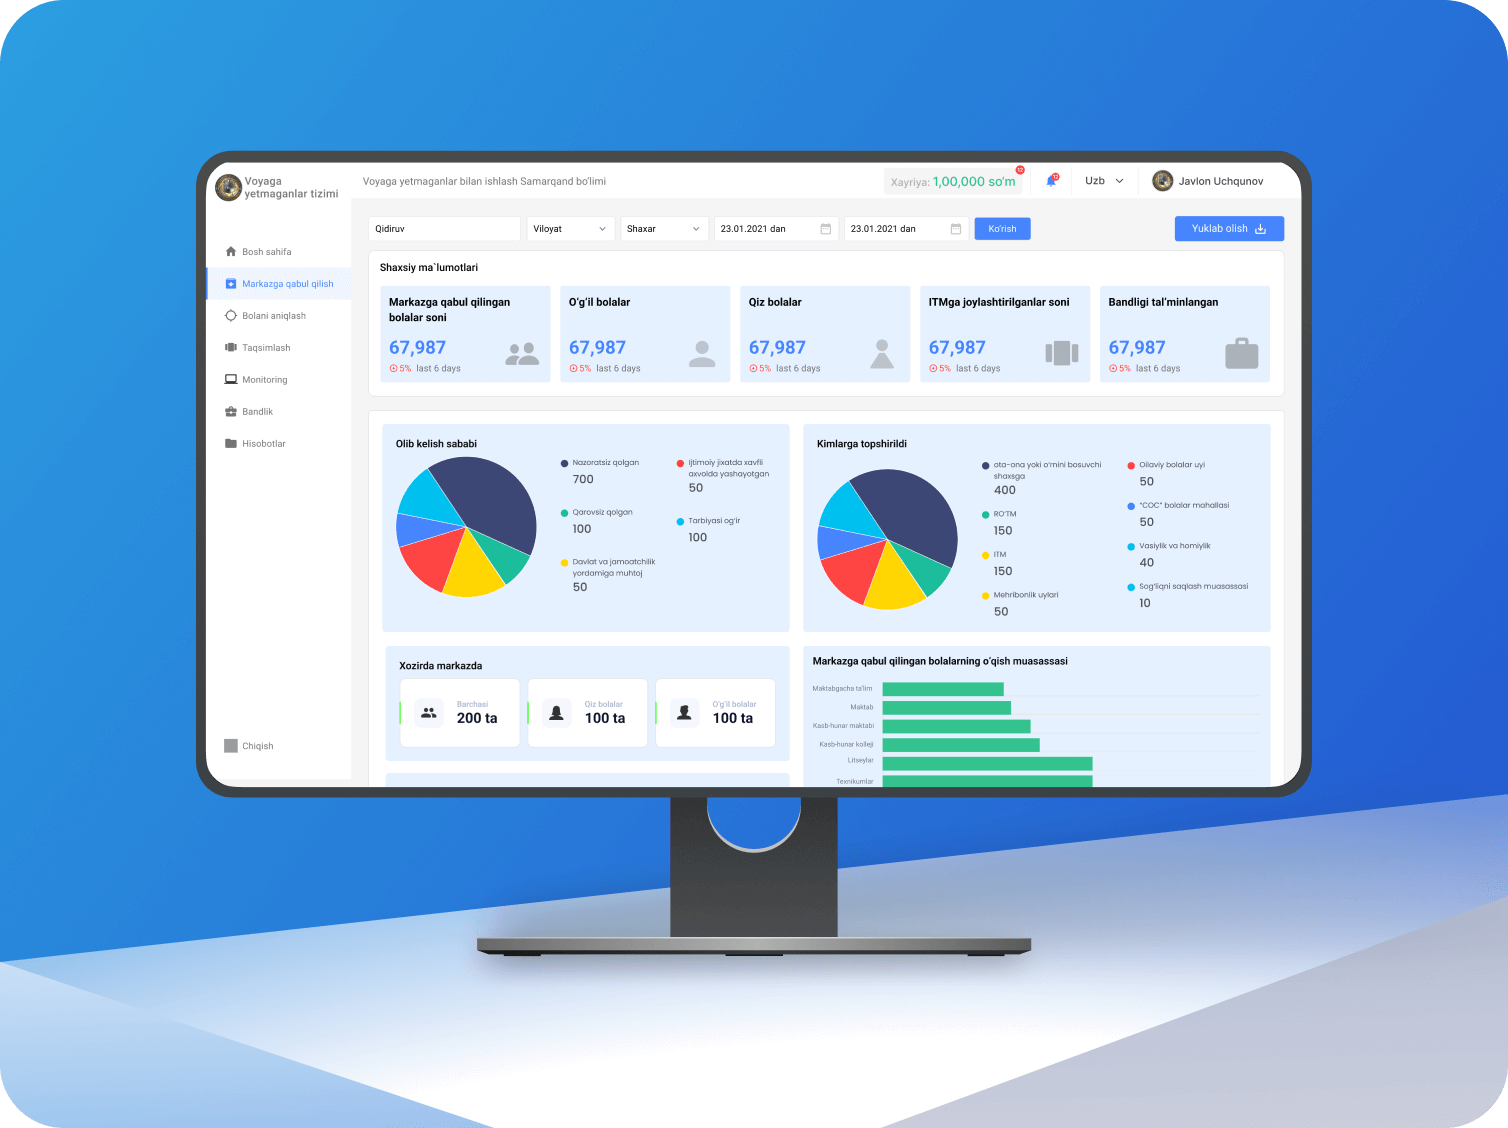 Voyaga
yetmaganlar tizimi
Voyaga yetmaganlar bilan ishlash Samarqand bo‘limi
Xayriya: 1,00,000 so‘m
12
12
Uzb
Javlon Uchqunov
Bosh sahifa
Markazga qabul qilish
Bolani aniqlash
Taqsimlash
Monitoring
Bandlik
Hisobotlar
Chiqish
Qidiruv
Viloyat
Shaxar
23.01.2021 dan
23.01.2021 dan
Ko‘rish
Yuklab olish
Shaxsiy ma`lumotlari
Markazga qabul qilingan
bolalar soni
67,987
5% last 6 days
O‘g‘il bolalar
67,987
5% last 6 days
Qiz bolalar
67,987
5% last 6 days
ITMga joylashtirilganlar soni
67,987
5% last 6 days
Bandligi tal’minlangan
67,987
5% last 6 days
Olib kelish sababi
Nazoratsiz qolgan
700
Qarovsiz qolgan
100
Davlat va jamoatchilik
yordamiga muhtoj
50
Ijtimoiy jixatda xavfli
axvolda yashayotgan
50
Tarbiyasi og‘ir
100
Kimlarga topshirildi
ota-ona yoki o‘rnini bosuvchi
shaxsga
400
RO‘TM
150
ITM
150
Mehribonlik uylari
50
Oilaviy bolalar uyi
50
“COC” bolalar mahallasi
50
Vasiylik va homiylik
40
Sog‘liqni saqlash muasassasi
10
Xozirda markazda
Barchasi
200 ta
Qiz bolalar
100 ta
O‘g‘il bolalar
100 ta
Markazga qabul qilingan bolalarning o‘qish muasassasi
Maktabgacha ta’lim
Maktab
Kasb-hunar maktabi
Kasb-hunar kolleji
Litseylar
Texnikumlar